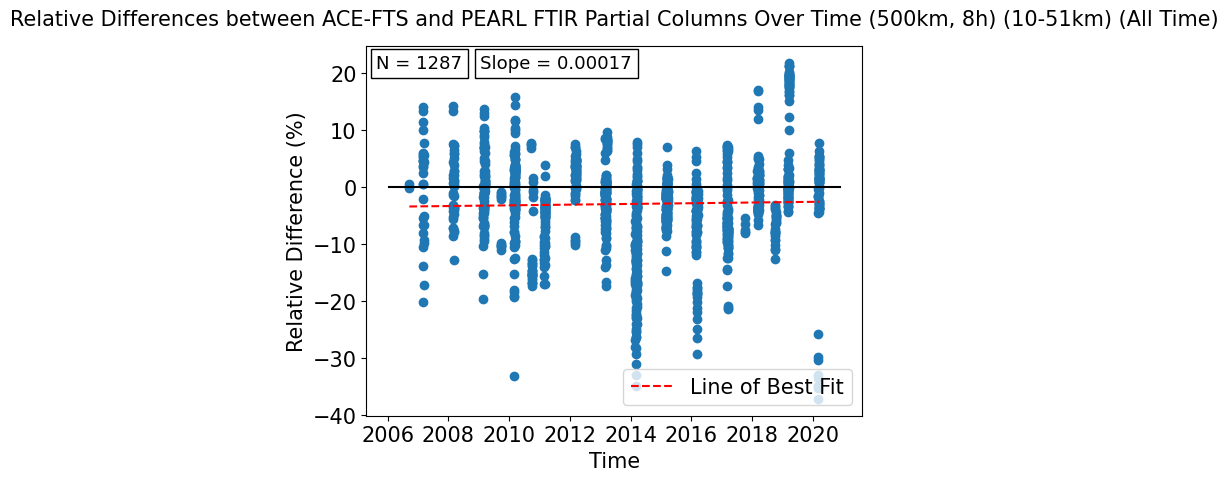 Relative Differences between ACE-FTS and PEARL FTIR Partial Columns Over Time (500km, 8h) (10-51km) (All Time)
N = 1287 Slope = 0.00017
Relative Difference (%)
20
10
0
−10
−20
−30
−40
Line of Best Fit
2006 2008 2010 2012 2014 2016 2018 2020
Time